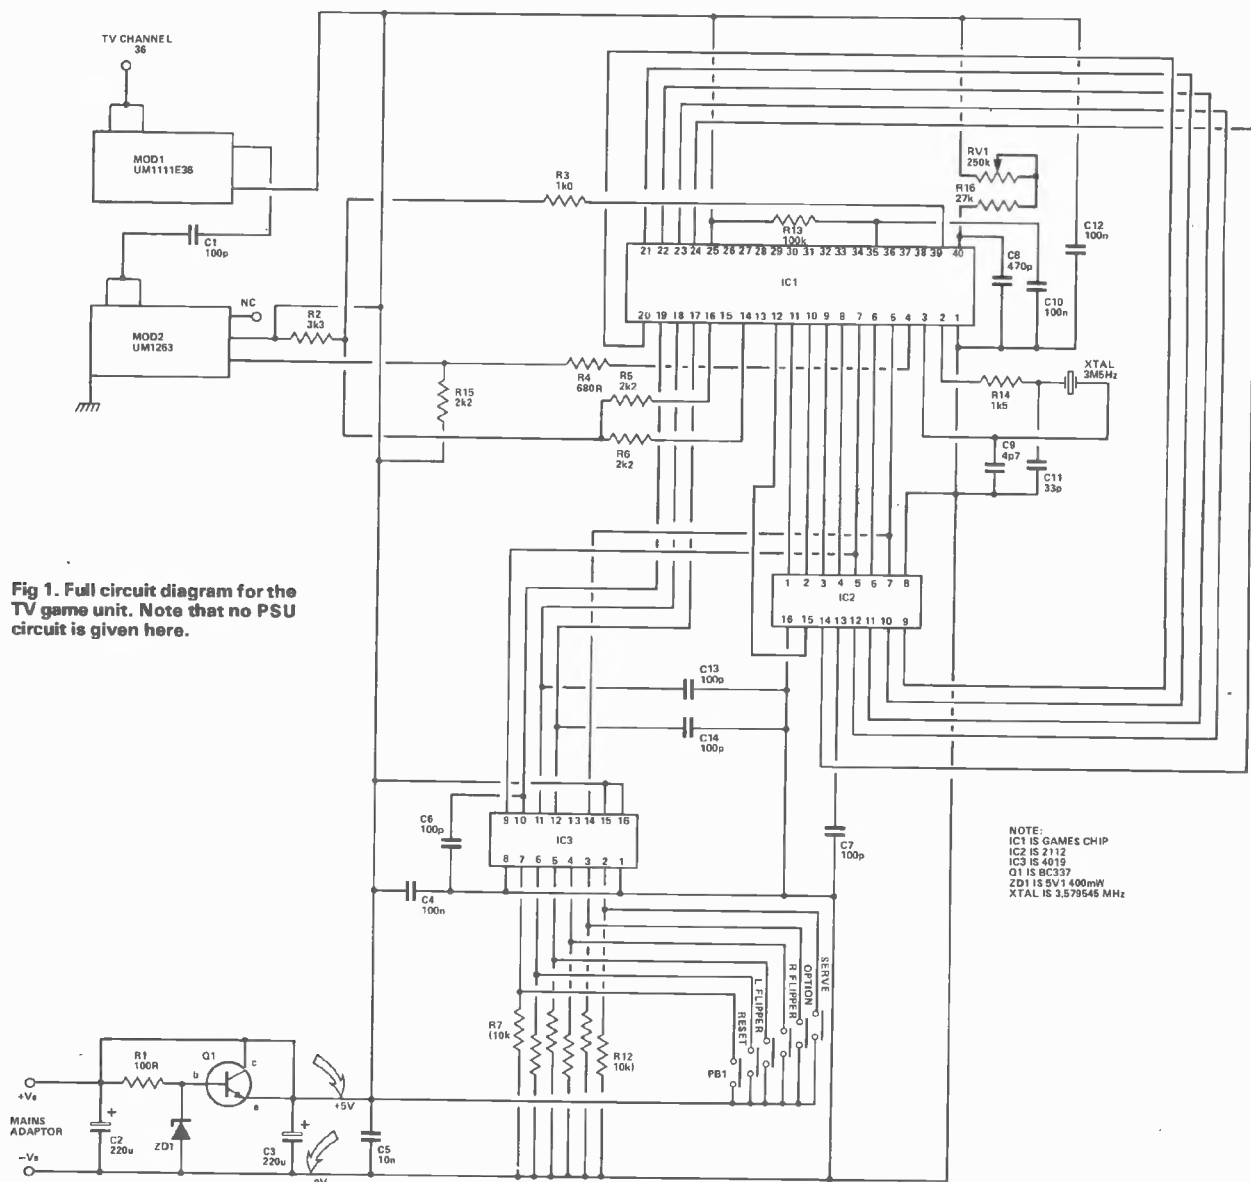 TV CHANNEL
36
MOD1
UM1111E36
C1
100p
NC
MOD2
UM1263
R2
3k3
R3
1k0
R15
2k2
R4
680R
R5
2k2
R6
2k2
RV1
250k
R16
27k
R13
100k
C12
100n
21 22 23 24 25 26 27 28 29 30 31 32 33 34 35 36 37 38 39 40
IC1
20 19 18 17 16 15 14 13 12 11 10 9 8 7 6 5 4 3 2 1
C8
470p
C10
100n
XTAL
3M5Hz
R14
1k5
C9
4p7
C11
33p
Fig 1. Full circuit diagram for the
TV game unit. Note that no PSU
circuit is given here.
1 2 3 4 5 6 7 8
IC2
16 15 14 13 12 11 10 9
C13
100p
C14
100p
C6
100p
9 10 11 12 13 14 15 16
IC3
8 7 6 5 4 3 2 1
C7
100p
C4
100n
NOTE:
IC1 IS GAMES CHIP
IC2 IS 2112
IC3 IS 4019
Q1 IS BC337
ZD1 IS 5V1 400mW
XTAL IS 3.579545 MHz
SERVE
OPTION
R FLIPPER
L FLIPPER
RESET
PB1
R7
(10k
R12
10k)
R1
100R
Q1
b
c
e
+Ve
MAINS
ADAPTOR
-Ve
+
C2
220u
ZD1
+
C3
220u
+5V
C5
10n
0V